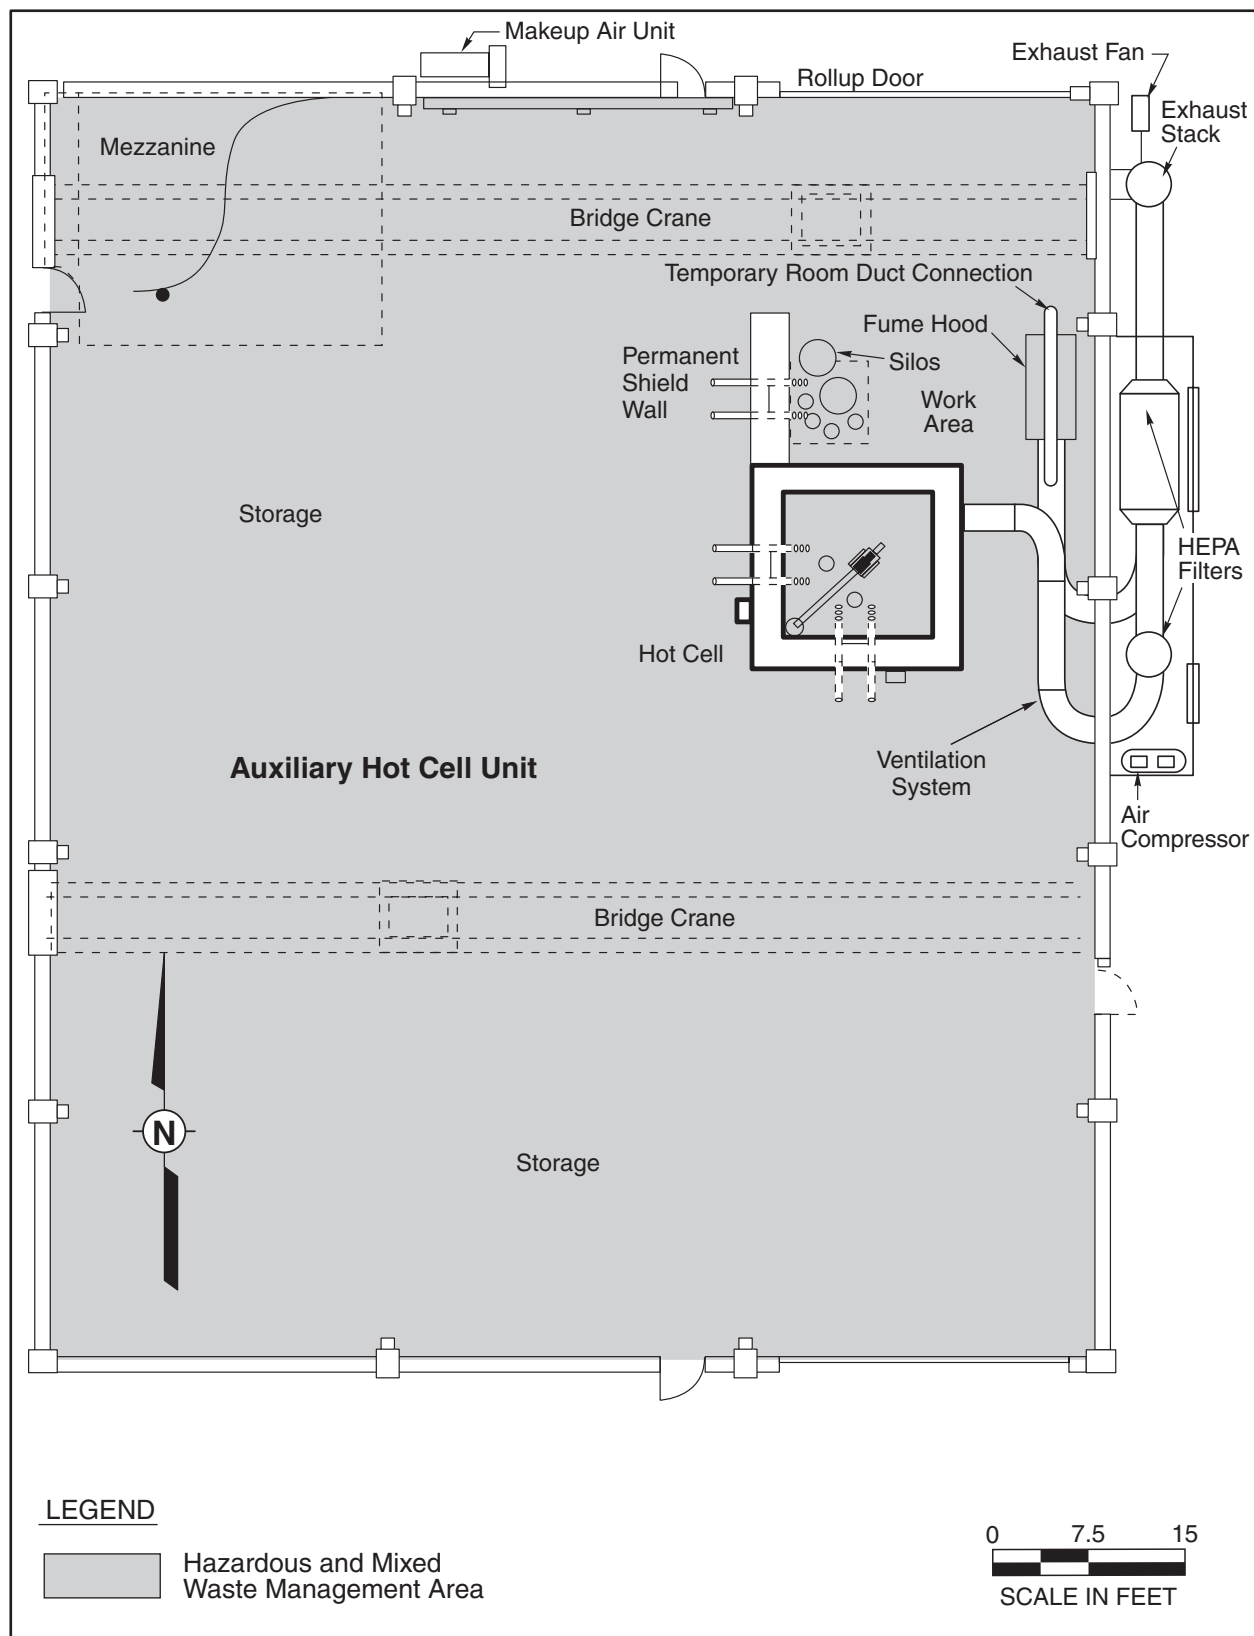 Makeup Air Unit
Exhaust Fan
Rollup Door
Exhaust
Stack
Mezzanine
Bridge Crane
Temporary Room Duct Connection
Fume Hood
Permanent
Shield
Wall
Silos
Work
Area
Storage
HEPA
Filters
Hot Cell
Auxiliary Hot Cell Unit
Ventilation
System
Air
Compressor
Bridge Crane
N
Storage
LEGEND
Hazardous and Mixed
Waste Management Area
0 7.5 15
SCALE IN FEET